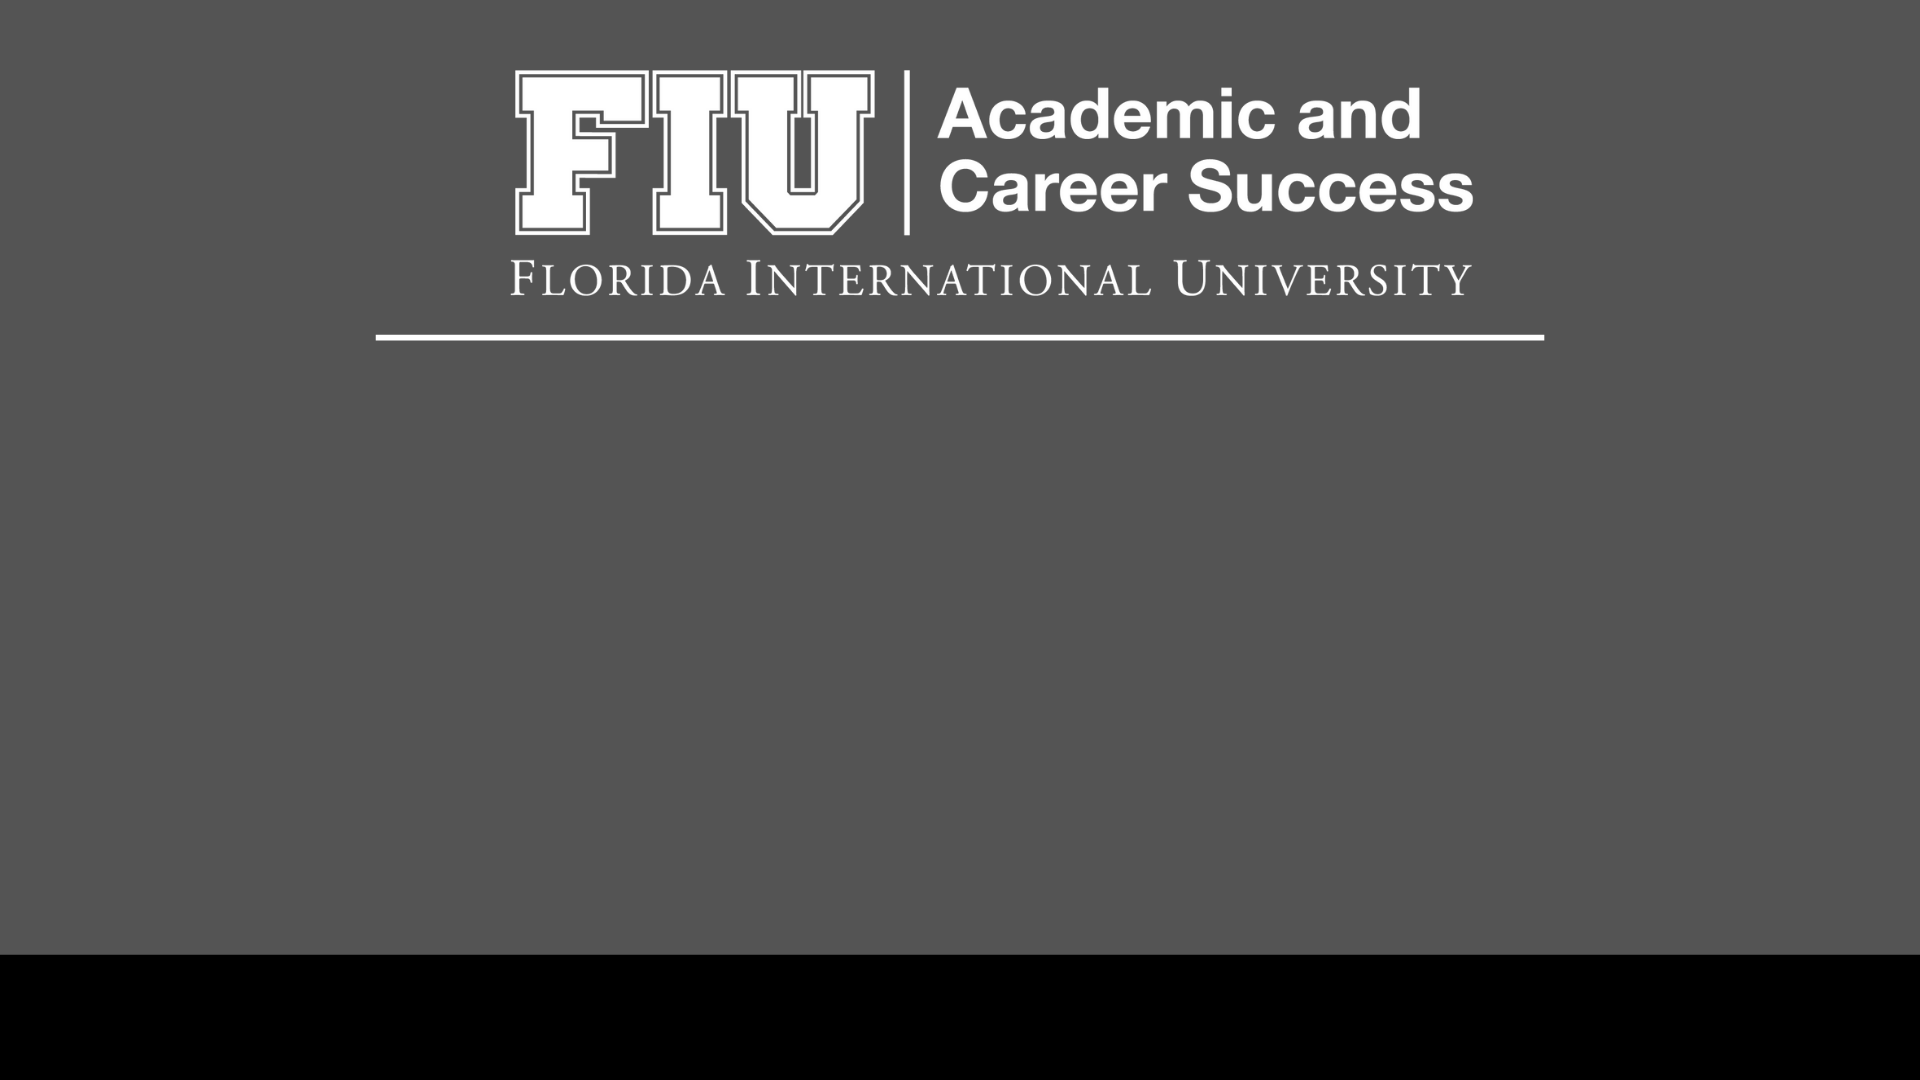 FIU
Academic and
Career Success
FLORIDA INTERNATIONAL UNIVERSITY